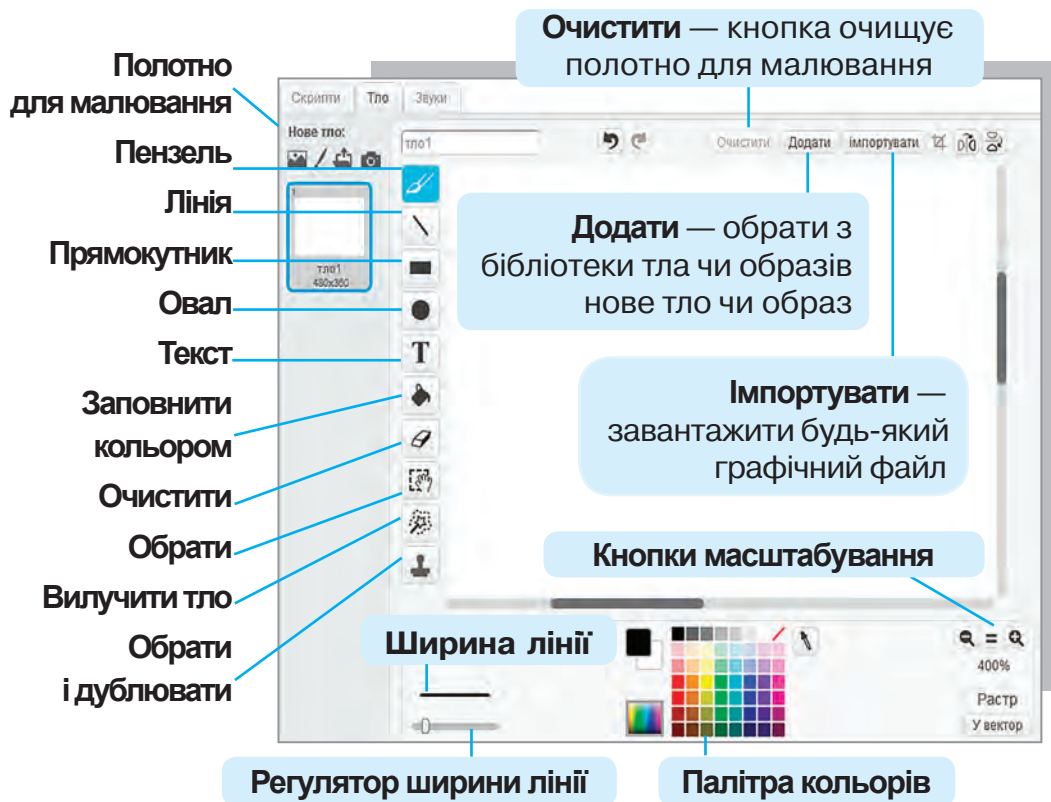 Очистити — кнопка очищує
полотно для малювання
Полотно
для малювання
Пензель
Лінія
Прямокутник
Овал
Текст
Заповнити
кольором
Очистити
Обрати
Вилучити тло
Обрати
і дублювати
Скрипти Тло Звуки
Нове тло:
1
тло1
480x360
тло1
Очистити Додати Імпортувати
T
Додати — обрати з
бібліотеки тла чи образів
нове тло чи образ
Імпортувати —
завантажити будь-який
графічний файл
Кнопки масштабування
Ширина лінії
400%
Растр
У вектор
Регулятор ширини лінії
Палітра кольорів